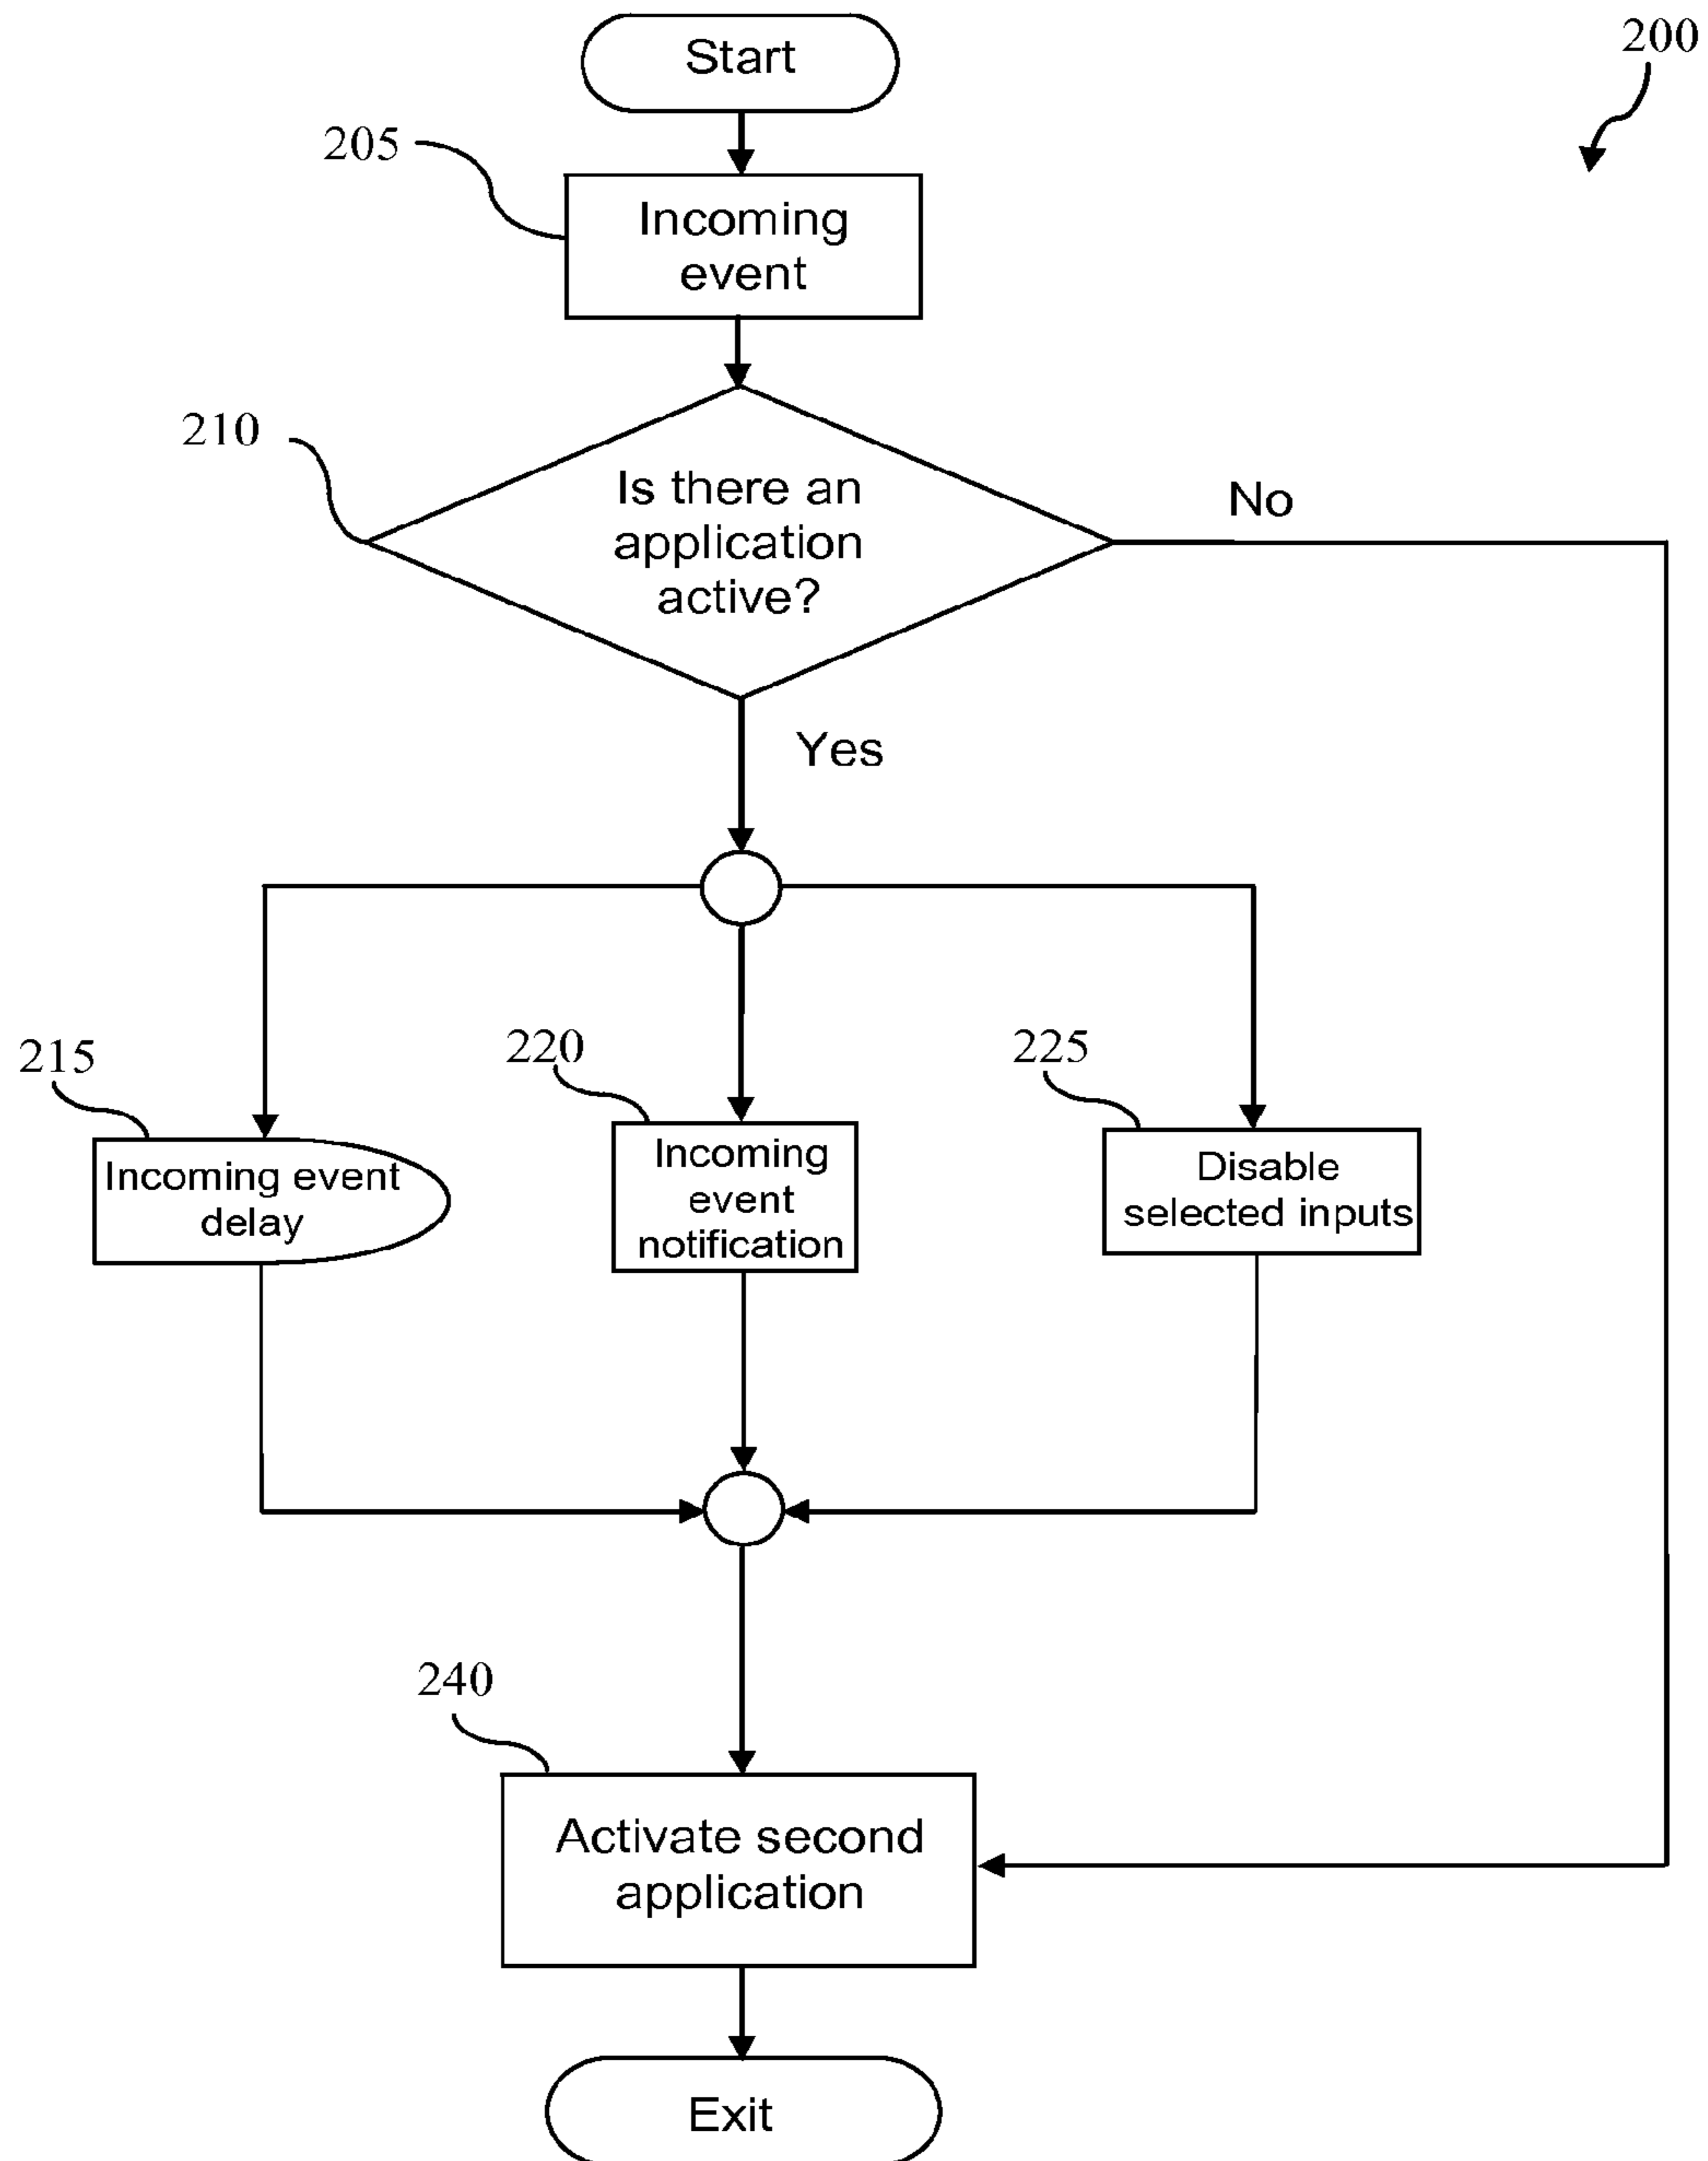 200
Start
205
Incoming
event
210
Is there an
application
active?
No
Yes
215
Incoming event
delay
220
Incoming
event
notification
225
Disable
selected inputs
240
Activate second
application
Exit